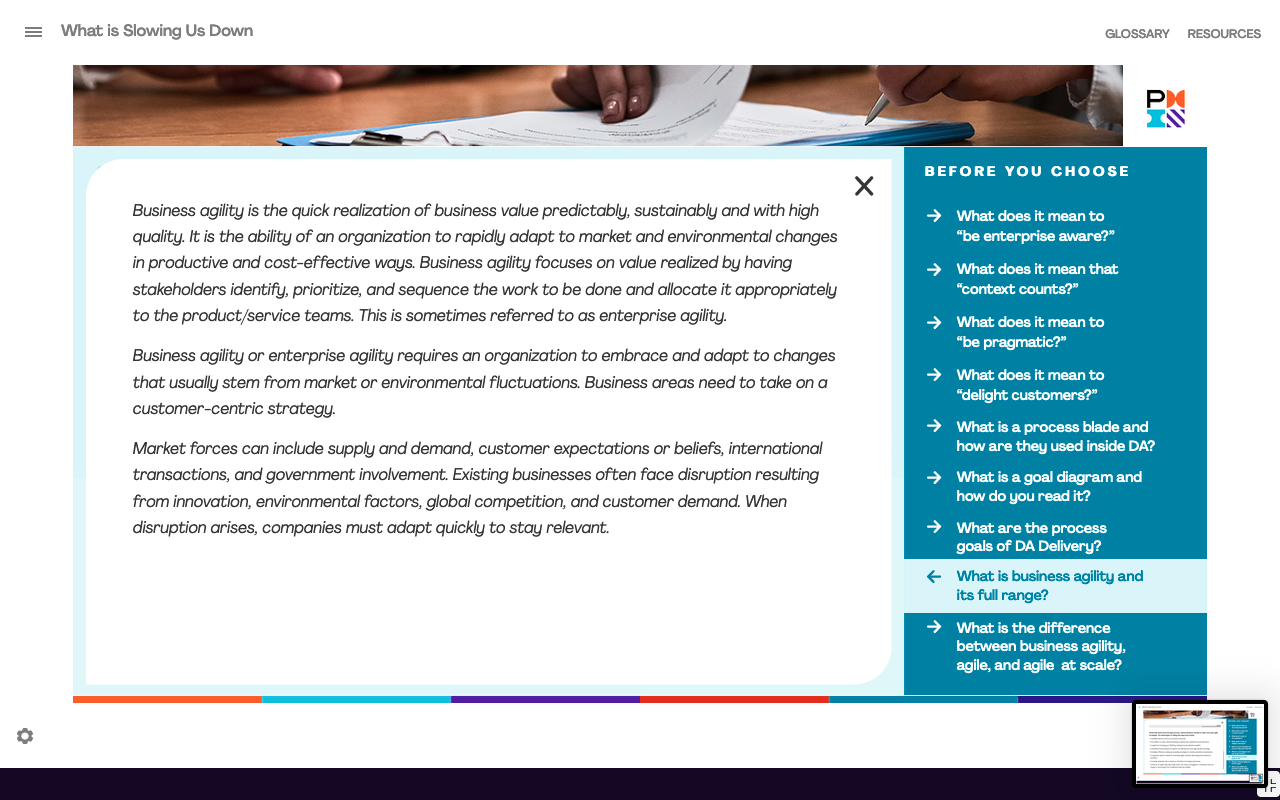 What is Slowing Us Down
GLOSSARY RESOURCES
Business agility is the quick realization of business value predictably, sustainably and with high
quality. It is the ability of an organization to rapidly adapt to market and environmental changes
in productive and cost-effective ways. Business agility focuses on value realized by having
stakeholders identify, prioritize, and sequence the work to be done and allocate it appropriately
to the product/service teams. This is sometimes referred to as enterprise agility.
Business agility or enterprise agility requires an organization to embrace and adapt to changes
that usually stem from market or environmental fluctuations. Business areas need to take on a
customer-centric strategy.
Market forces can include supply and demand, customer expectations or beliefs, international
transactions, and government involvement. Existing businesses often face disruption resulting
from innovation, environmental factors, global competition, and customer demand. When
disruption arises, companies must adapt quickly to stay relevant.
BEFORE YOU CHOOSE
What does it mean to
“be enterprise aware?”
What does it mean that
“context counts?”
What does it mean to
“be pragmatic?”
What does it mean to
“delight customers?”
What is a process blade and
how are they used inside DA?
What is a goal diagram and
how do you read it?
What are the process
goals of DA Delivery?
What is business agility and
its full range?
What is the difference
between business agility,
agile, and agile at scale?